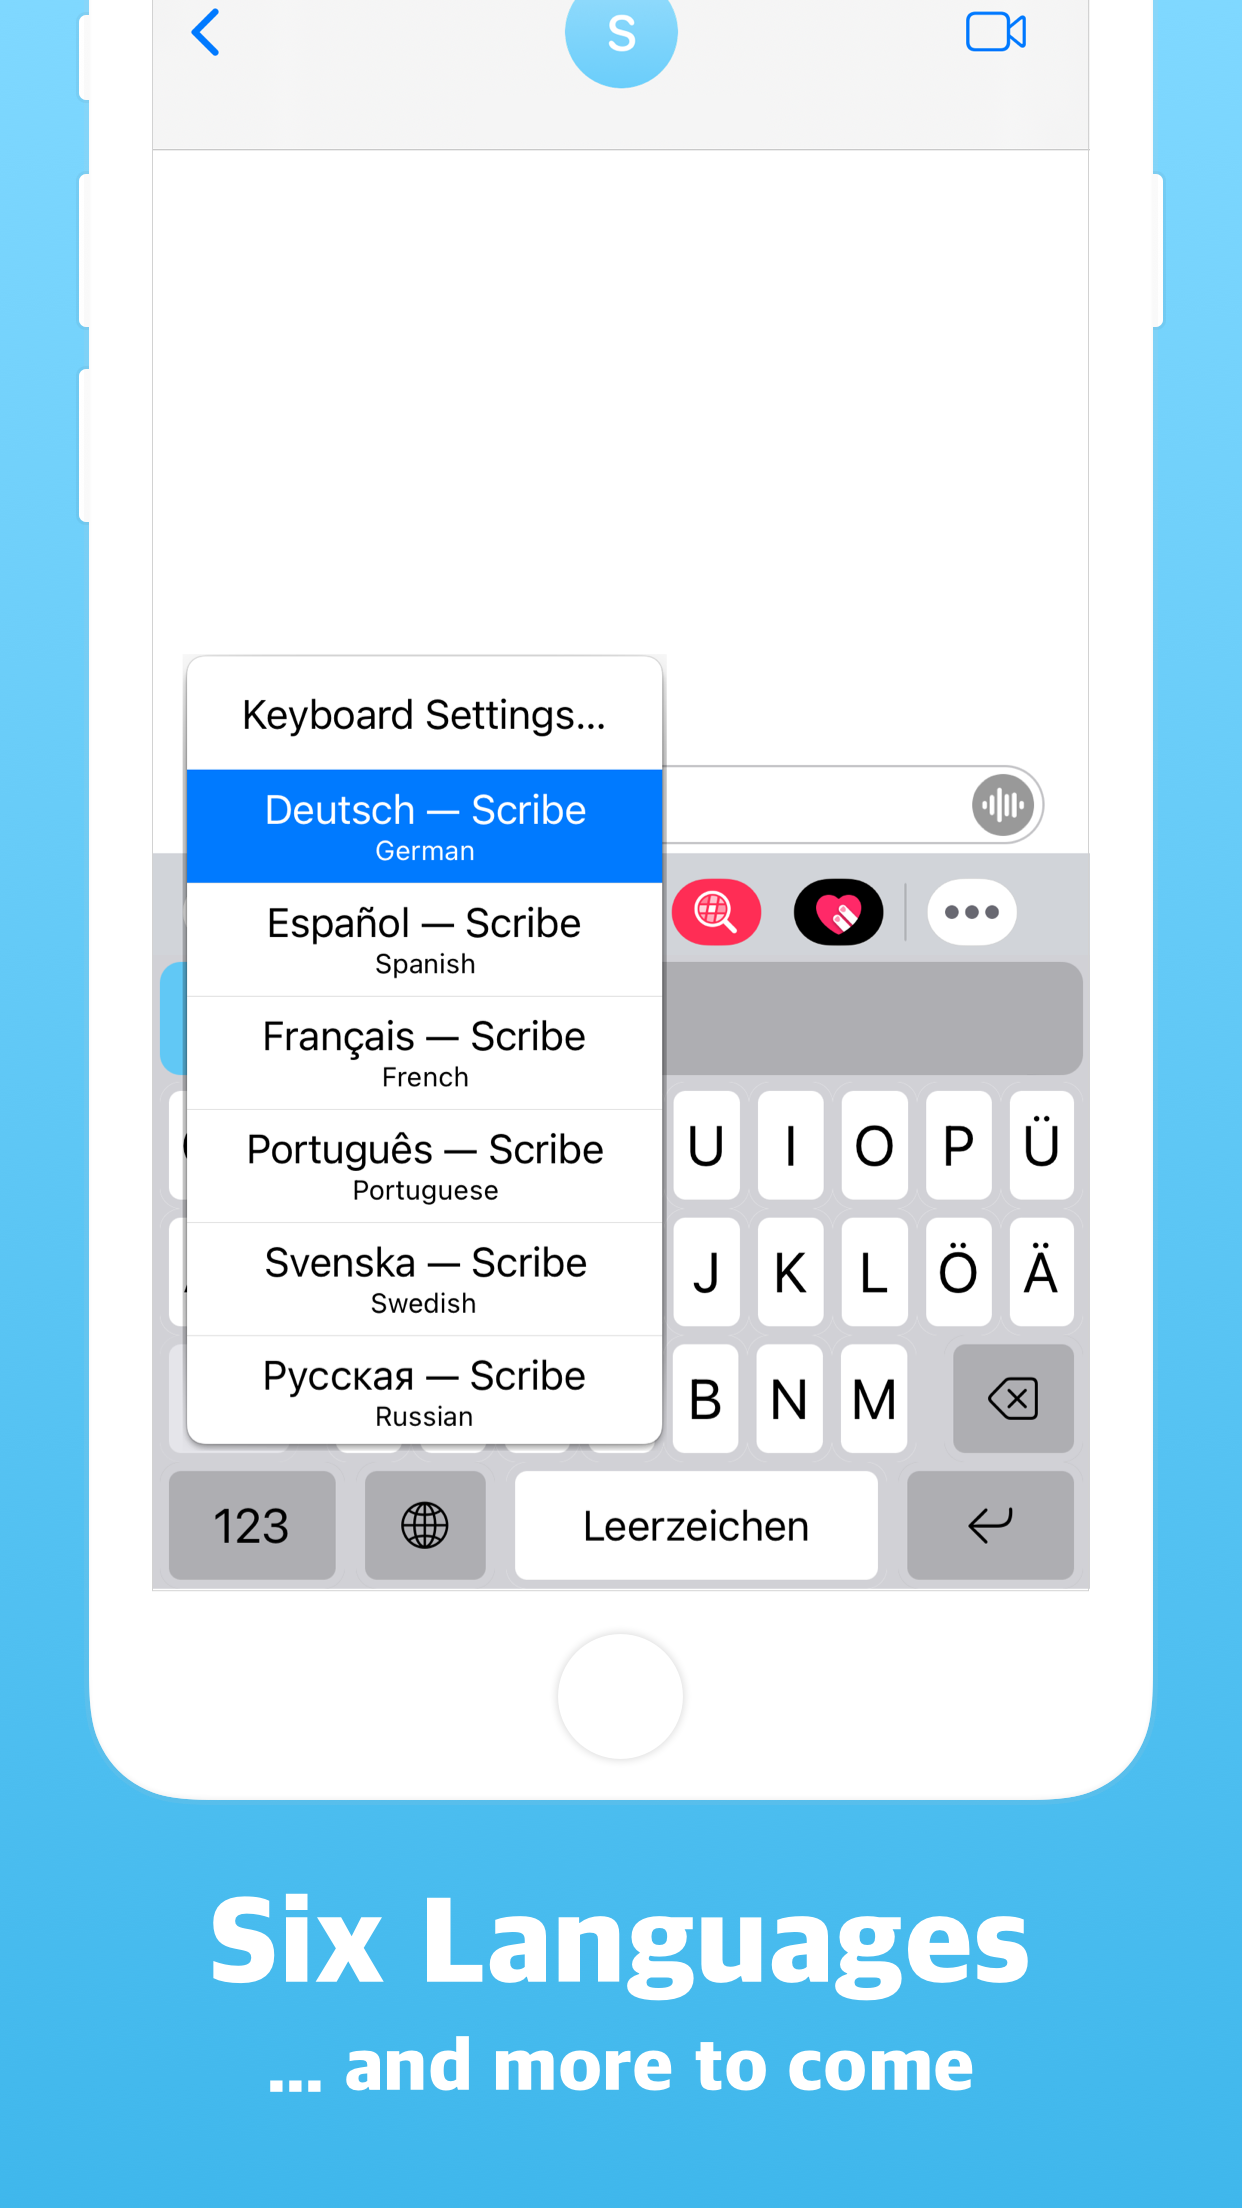 S
Keyboard Settings...
Deutsch — Scribe
German
Español — Scribe
Spanish
Français — Scribe
French
Português — Scribe
Portuguese
Svenska — Scribe
Swedish
Русская — Scribe
Russian
U I O P Ü
J K L Ö Ä
B N M
123 Leerzeichen
Six Languages
... and more to come